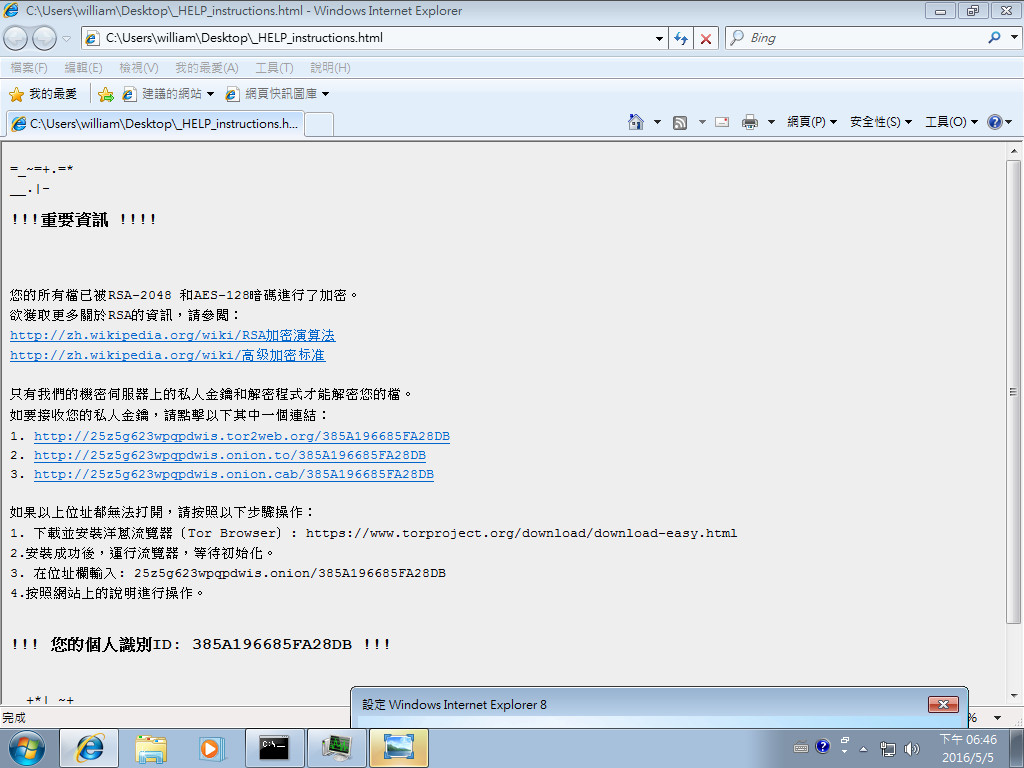 C:\Users\william\Desktop\_HELP_instructions.html - Windows Internet Explorer
C:\Users\william\Desktop\_HELP_instructions.html
Bing
檔案(F) 編輯(E) 檢視(V) 我的最愛(A) 工具(T) 說明(H)
我的最愛 建議的網站 網頁快訊圖庫
C:\Users\william\Desktop\_HELP_instructions.h... 網頁(P) 安全性(S) 工具(O)
=_~=+.=*
__.|-
!!!重要資訊 !!!!
您的所有檔已被RSA-2048 和AES-128暗碼進行了加密。
欲獲取更多關於RSA的資訊，請參閱：
http://zh.wikipedia.org/wiki/RSA加密演算法
http://zh.wikipedia.org/wiki/高级加密标准
只有我們的機密伺服器上的私人金鑰和解密程式才能解密您的檔。
如要接收您的私人金鑰，請點擊以下其中一個連結：
1. http://25z5g623wpqpdwis.tor2web.org/385A196685FA28DB
2. http://25z5g623wpqpdwis.onion.to/385A196685FA28DB
3. http://25z5g623wpqpdwis.onion.cab/385A196685FA28DB
如果以上位址都無法打開，請按照以下步驟操作：
1. 下載並安裝洋蔥流覽器〔Tor Browser〕: https://www.torproject.org/download/download-easy.html
2.安裝成功後，運行流覽器，等待初始化。
3. 在位址欄輸入: 25z5g623wpqpdwis.onion/385A196685FA28DB
4.按照網站上的說明進行操作。
!!! 您的個人識別ID: 385A196685FA28DB !!!
+*| ~+
設定 Windows Internet Explorer 8
完成 %
C:\
下午 06:46
2016/5/5